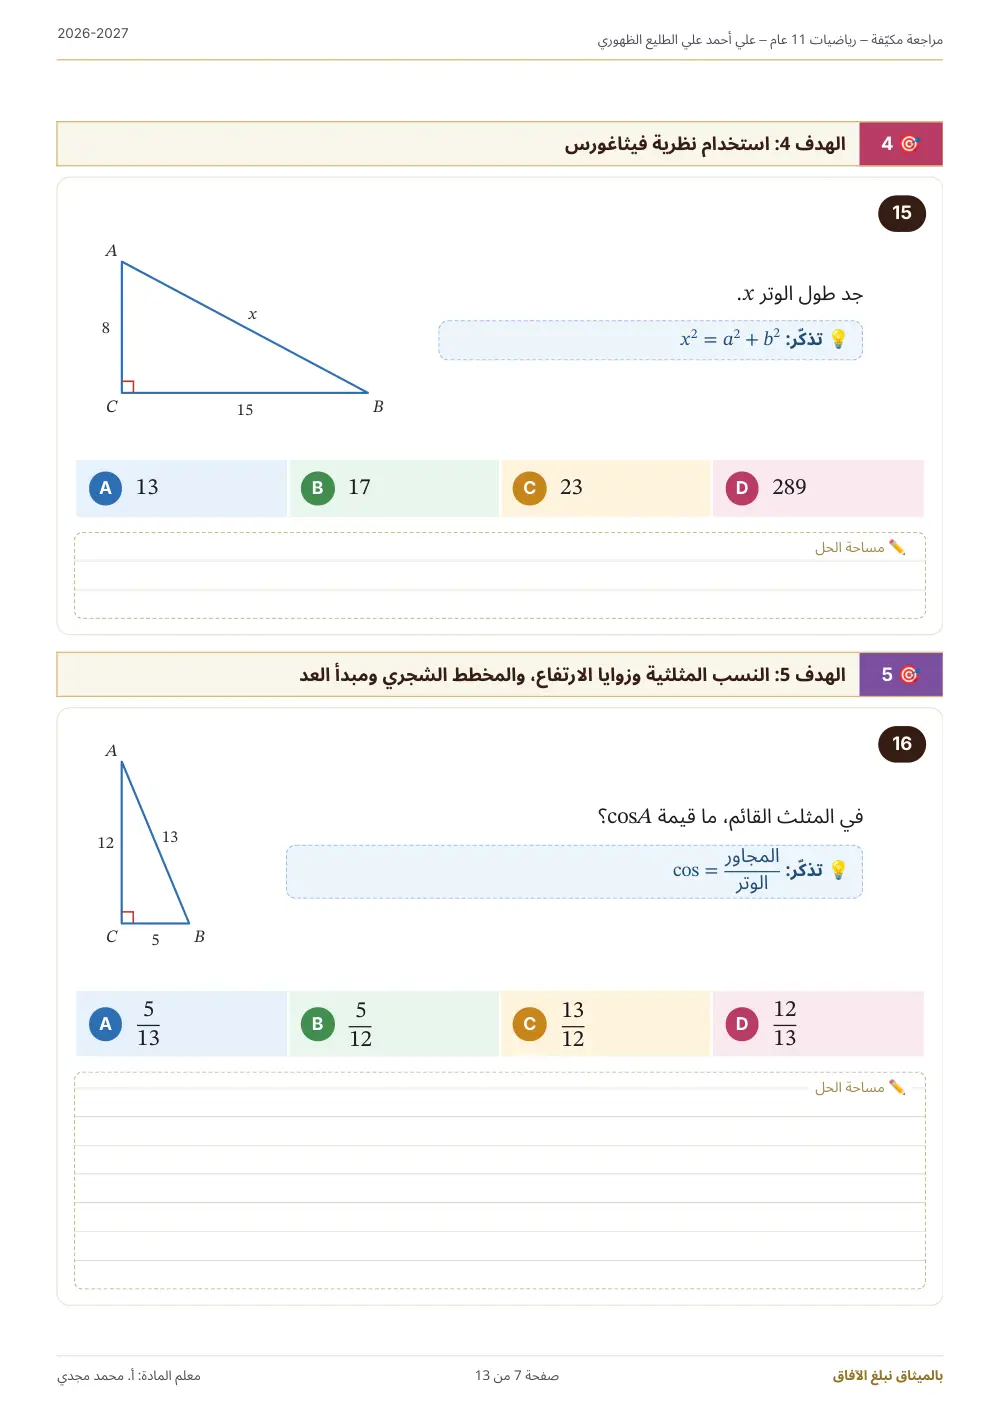 مراجعة مكيّفة – رياضيات 11 عام – علي أحمد علي الطليع الظهوري
2026-2027
🎯 4
الهدف 4: استخدام نظرية فيثاغورس
15
جد طول الوتر x.
💡 تذكّر: x² = a² + b²
A
8
x
C
15
B
A 13
B 17
C 23
D 289
✏️ مساحة الحل
🎯 5
الهدف 5: النسب المثلثية وزوايا الارتفاع، والمخطط الشجري ومبدأ العد
16
في المثلث القائم، ما قيمة cosA؟
💡 تذكّر: cos = المجاور/الوتر
A
12
13
C
5
B
A 5/13
B 5/12
C 13/12
D 12/13
✏️ مساحة الحل
بالميثاق نبلغ الآفاق
صفحة 7 من 13
معلم المادة: أ. محمد مجدي